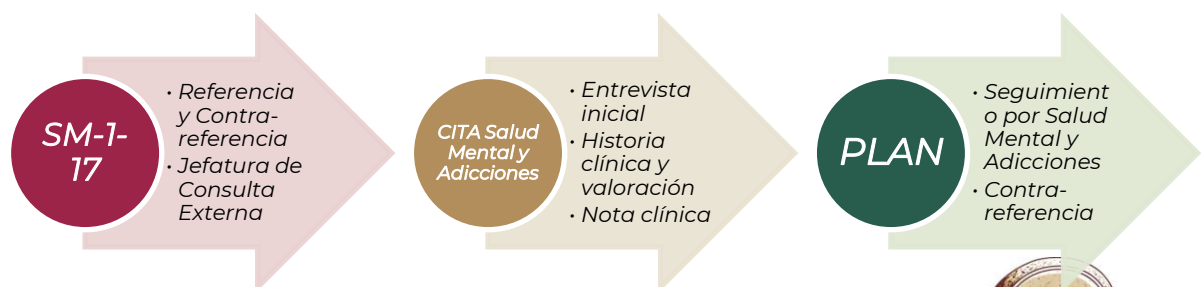 SM-1-
17
• Referencia
y Contra-
referencia
• Jefatura de
Consulta
Externa
CITA Salud
Mental y
Adicciones
• Entrevista
inicial
• Historia
clínica y
valoración
• Nota clínica
PLAN
• Seguimient
o por Salud
Mental y
Adicciones
• Contra-
referencia